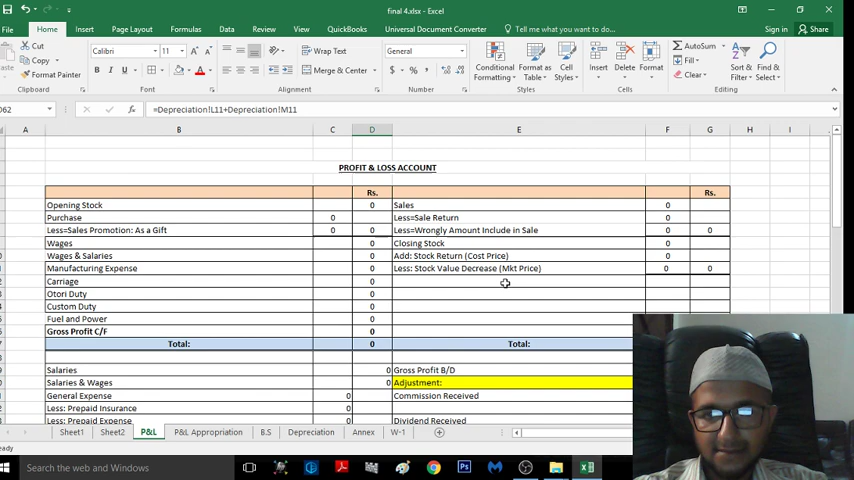 final 4.xlsx - Excel
File Home Insert Page Layout Formulas Data Review View QuickBooks Universal Document Converter Sign in Share
Cut
Copy
Format Painter
Calibri 11 A A
B I U
Wrap Text
Merge & Center
General
$ % ,
Conditional Formatting
Format as Table
Cell Styles
Insert Delete Format
AutoSum
Fill
Clear
Sort & Filter
Find & Select
Clipboard Font Alignment Number Styles Cells Editing
D62 fx =Depreciation!L11+Depreciation!M11
A B C D E F G H I
PROFIT & LOSS ACCOUNT
Rs. Rs.
Opening Stock 0 Sales 0
Purchase 0 Less=Sale Return 0
Less=Sales Promotion: As a Gift 0 0 Less=Wrongly Amount Include in Sale 0 0
Wages 0 Closing Stock 0
Wages & Salaries 0 Add: Stock Return (Cost Price) 0
Manufacturing Expense 0 Less: Stock Value Decrease (Mkt Price) 0 0
Carriage 0
Otori Duty 0
Custom Duty 0
Fuel and Power 0
Gross Profit C/F 0
Total: 0 Total:
Salaries 0 Gross Profit B/D
Salaries & Wages 0 Adjustment:
General Expense 0 Commission Received
Less: Prepaid Insurance 0
Less: Prepaid Expense 0 Dividend Received
Sheet1 Sheet2 P&L P&L Appropriation B.S Depreciation Annex W-1
Ready
Search the web and Windows